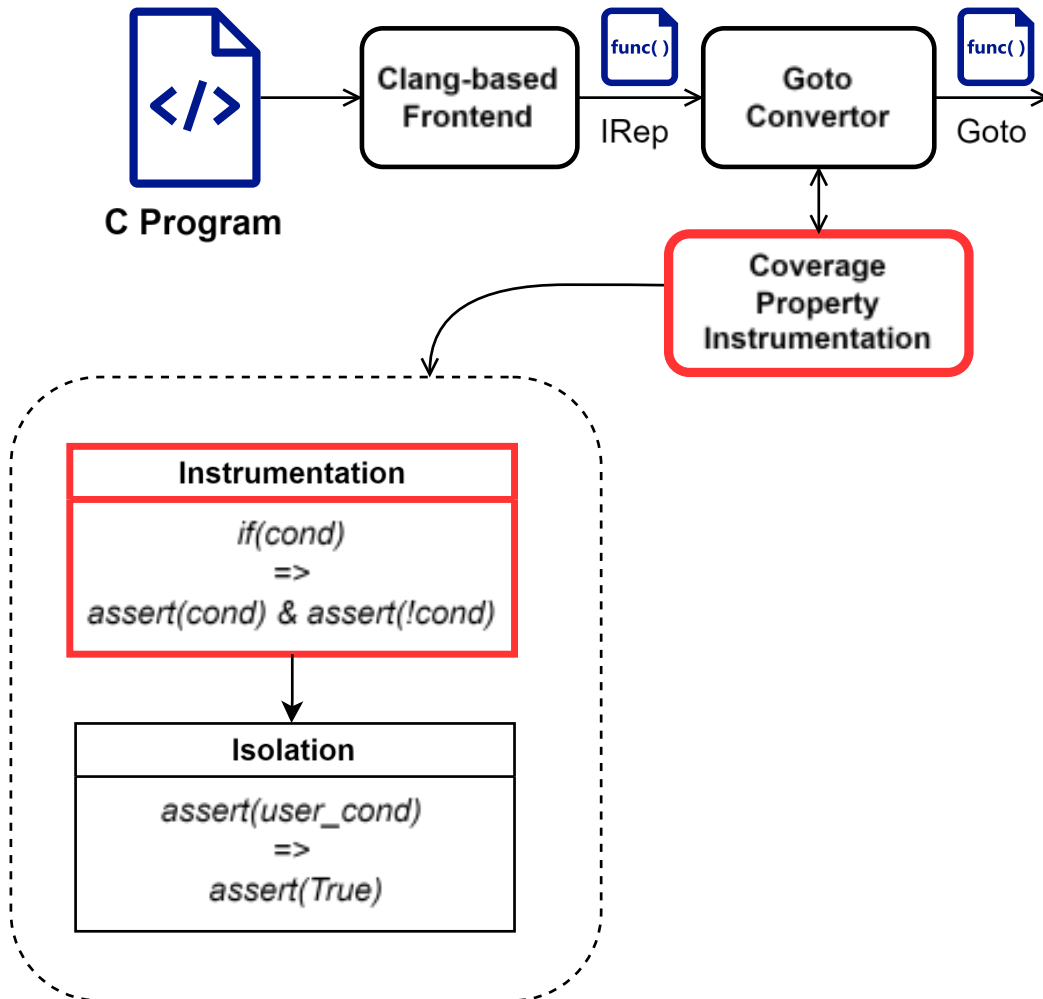 </>
C Program
Clang-based
Frontend
func( )
IRep
Goto
Convertor
func( )
Goto
Coverage
Property
Instrumentation
Instrumentation
if(cond)
=>
assert(cond) & assert(!cond)
Isolation
assert(user_cond)
=>
assert(True)